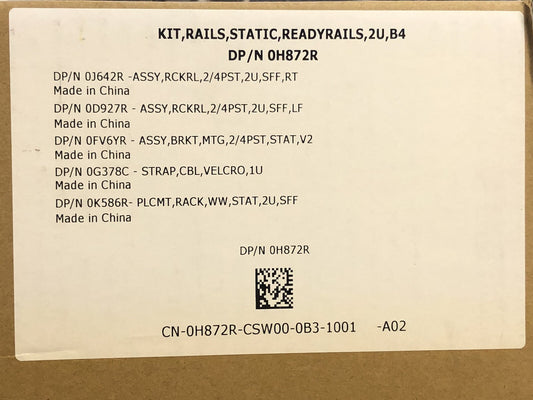 KIT,RAILS,STATIC,READYRAILS,2U,B4
DP/N 0H872R
DP/N 0J642R -ASSY,RCKRL,2/4PST,2U,SFF,RT
Made in China
DP/N 0D927R - ASSY,RCKRL,2/4PST,2U,SFF,LF
Made in China
DP/N 0FV6YR - ASSY,BRKT,MTG,2/4PST,STAT,V2
Made in China
DP/N 0G378C - STRAP,CBL,VELCRO,1U
Made in China
DP/N 0K586R- PLCMT,RACK,WW,STAT,2U,SFF
Made in China
DP/N 0H872R
CN-0H872R-CSW00-0B3-1001 -A02